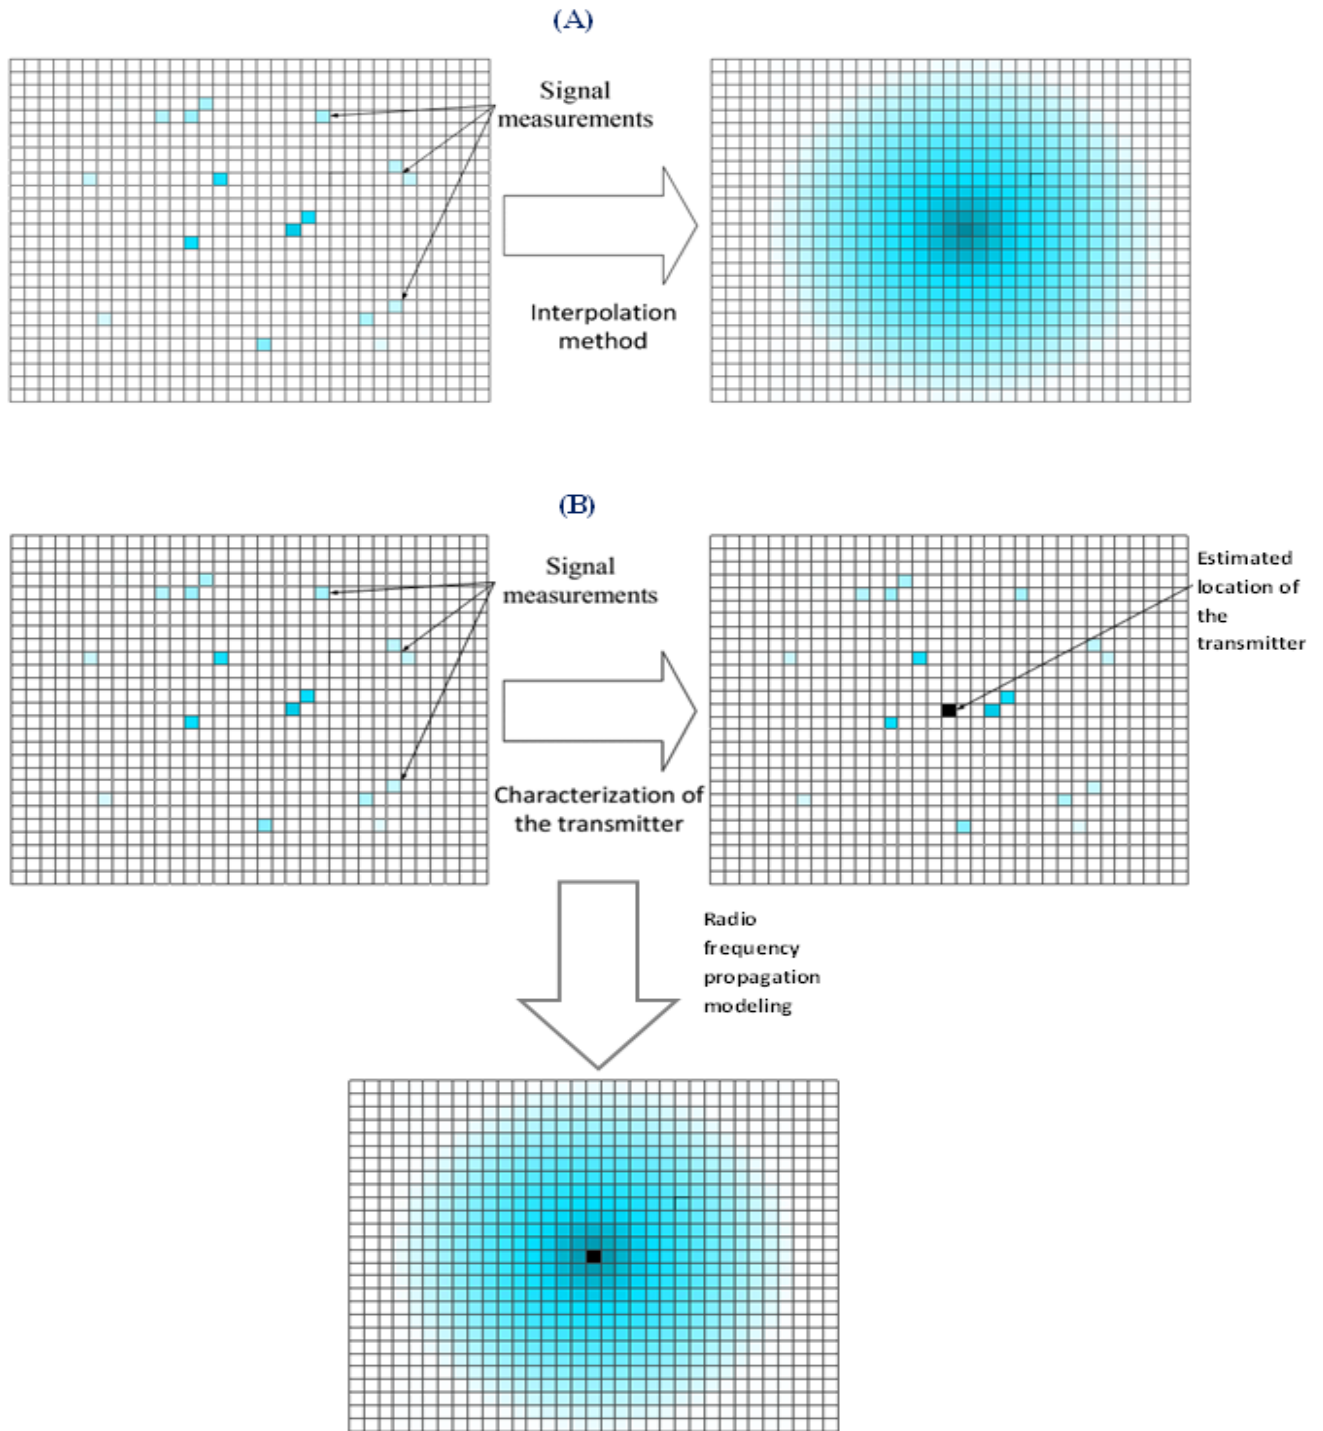 (A)
Signal
measurements
Interpolation
method
(B)
Signal
measurements
Estimated
location of
the
transmitter
Characterization of
the transmitter
Radio
frequency
propagation
modeling